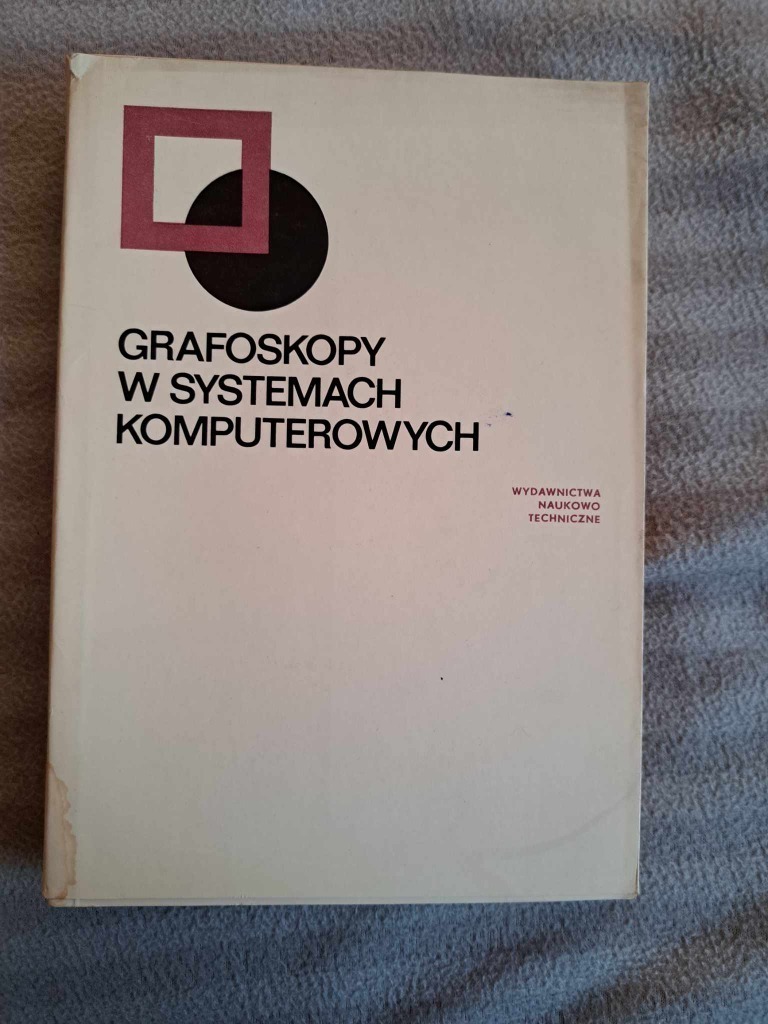 GRAFOSKOPY
W SYSTEMACH
KOMPUTEROWYCH
WYDAWNICTWA
NAUKOWO
TECHNICZNE